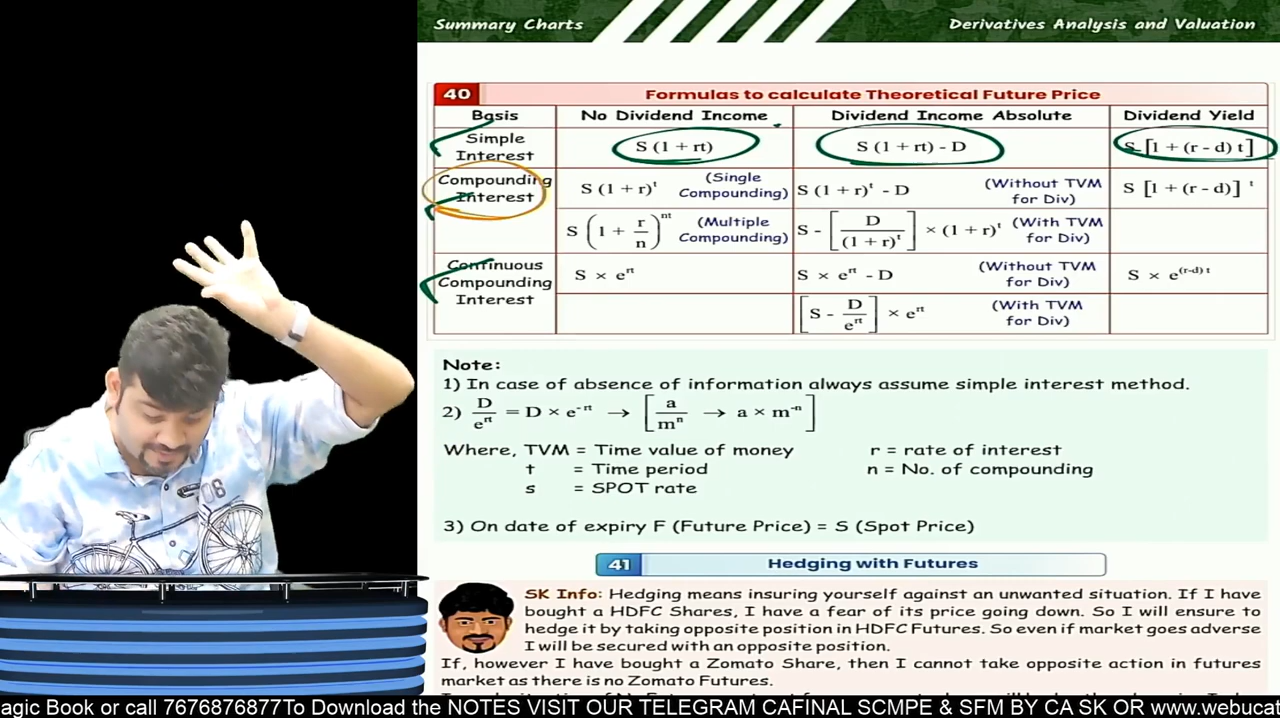 Summary Charts
Derivatives Analysis and Valuation
40 Formulas to calculate Theoretical Future Price
Basis No Dividend Income Dividend Income Absolute Dividend Yield
Simple Interest S (1 + rt) S (1 + rt) - D S [1 + (r - d) t]
Compounding Interest S (1 + r)^t (Single Compounding) S (1 + r)^t - D (Without TVM for Div) S [1 + (r - d)]^t
S (1 + r/n)^nt (Multiple Compounding) S - [D/(1 + r)^t] × (1 + r)^t (With TVM for Div)
Continuous Compounding Interest S × e^rt S × e^rt - D (Without TVM for Div) S × e^(r-d) t
[S - D/e^rt] × e^rt (With TVM for Div)
Note:
1) In case of absence of information always assume simple interest method.
2) D/e^rt = D × e^-rt → [a/m^n → a × m^-n]
Where, TVM = Time value of money r = rate of interest
t = Time period n = No. of compounding
s = SPOT rate
3) On date of expiry F (Future Price) = S (Spot Price)
41 Hedging with Futures
SK Info: Hedging means insuring yourself against an unwanted situation. If I have
bought a HDFC Shares, I have a fear of its price going down. So I will ensure to
hedge it by taking opposite position in HDFC Futures. So even if market goes adverse
I will be secured with an opposite position.
If, however I have bought a Zomato Share, then I cannot take opposite action in futures
market as there is no Zomato Futures.
08
agic Book or call 7676876877To Download the NOTES VISIT OUR TELEGRAM CAFINAL SCMPE & SFM BY CA SK OR www.webucat